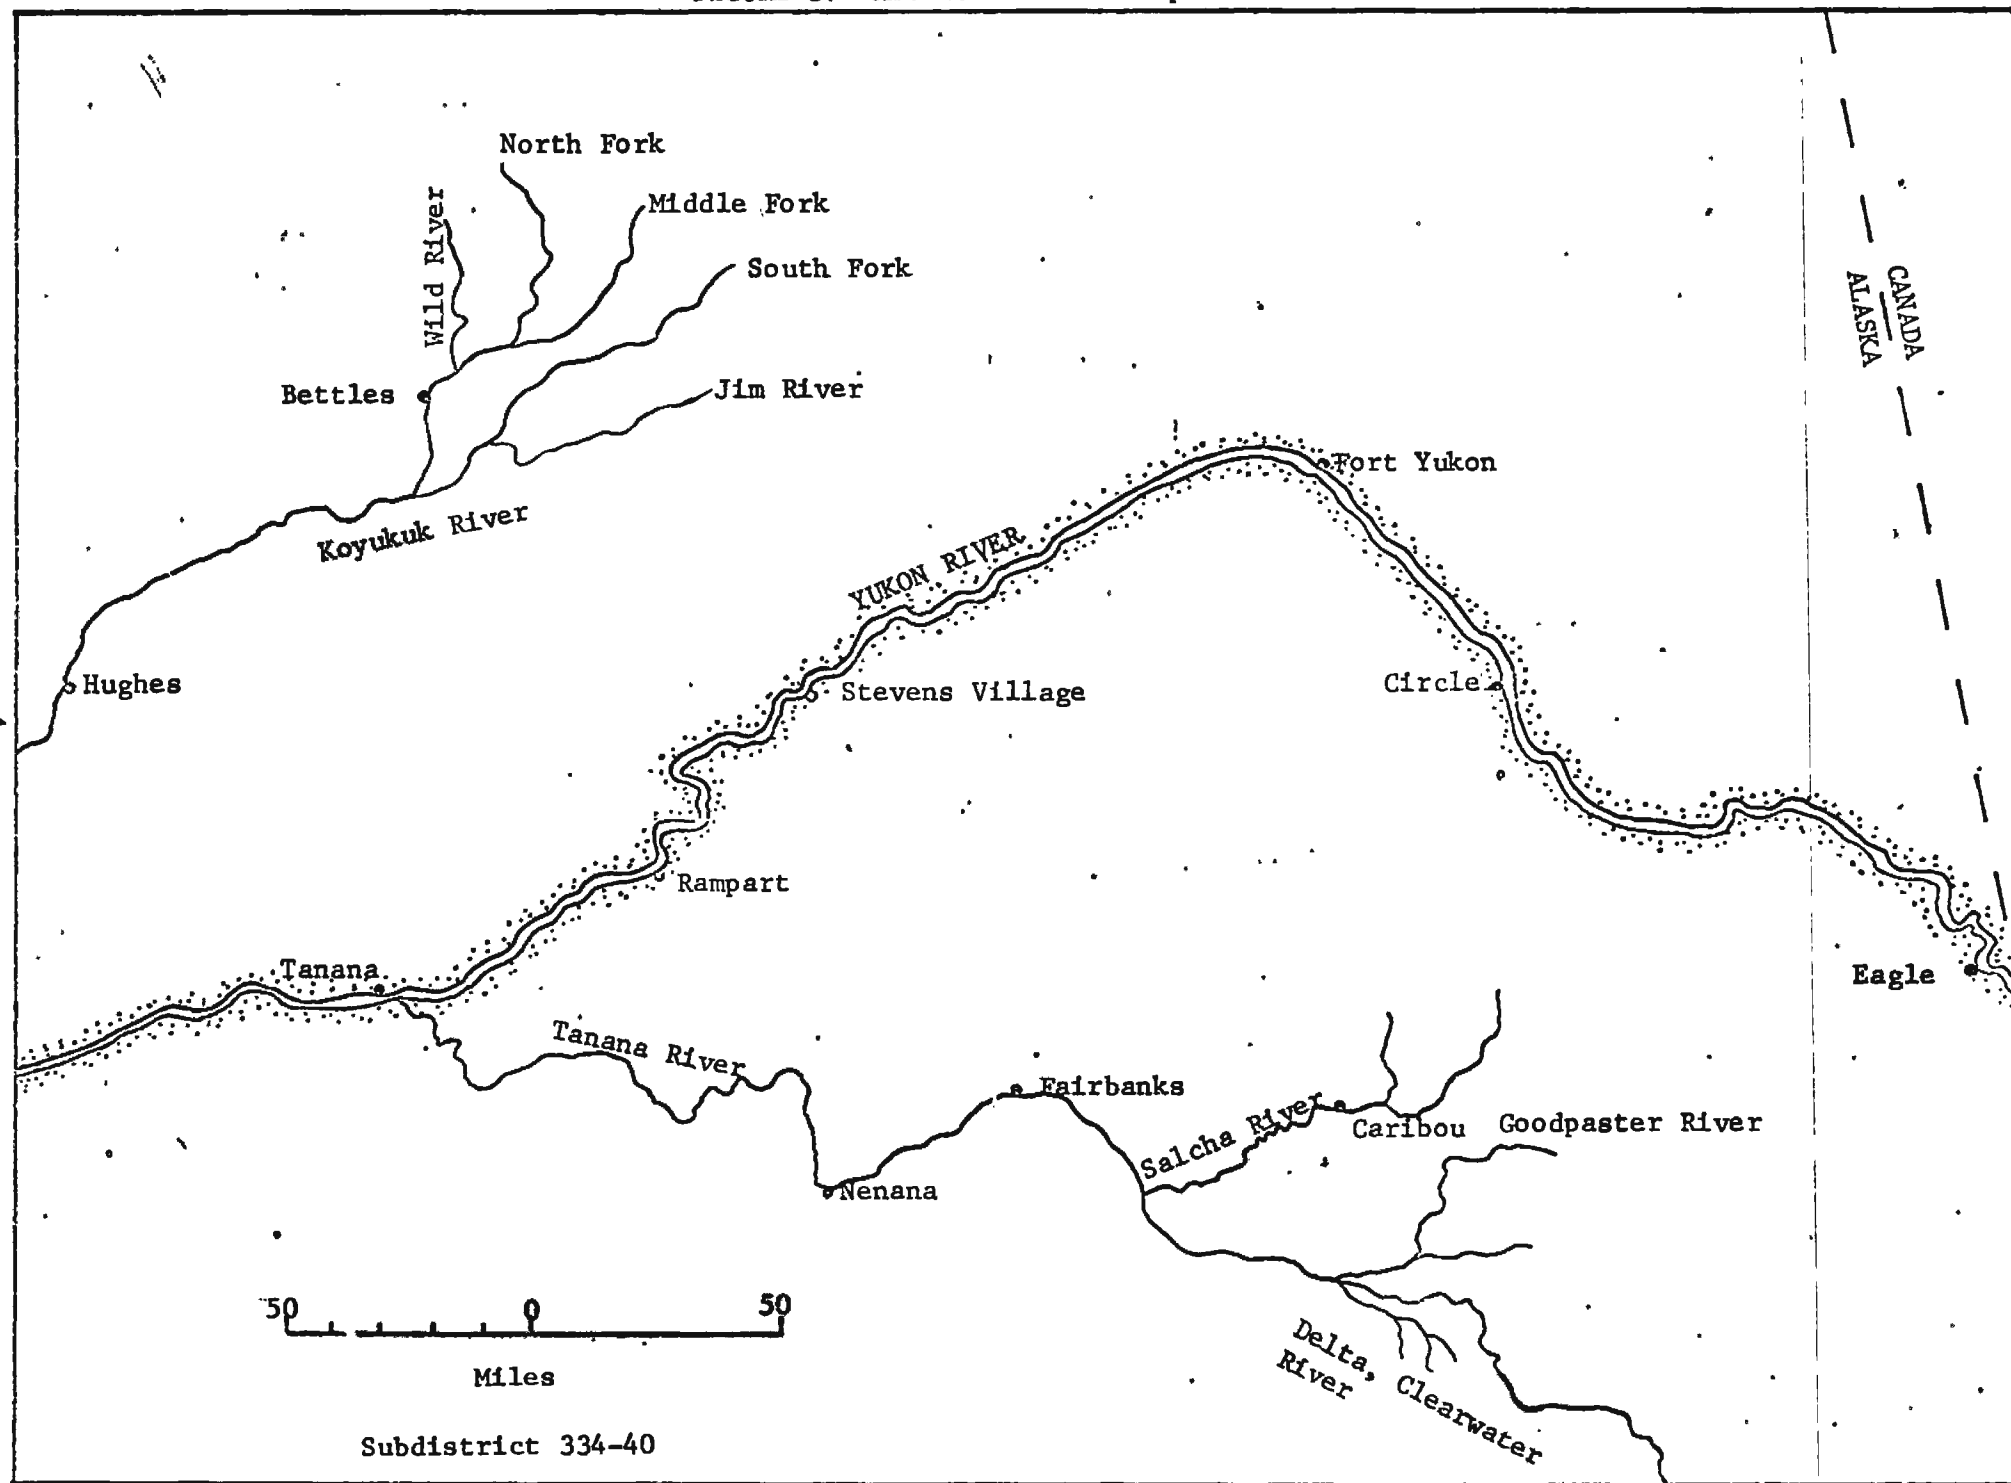 North Fork
Middle Fork
Wild River
South Fork
CANADA
ALASKA
Bettles
Jim River
Fort Yukon
Koyukuk River
YUKON RIVER
Hughes
Stevens Village
Circle
Rampart
Tanana
Eagle
Tanana River
Fairbanks
Salcha River
Caribou
Goodpaster River
Nenana
50 0 50
Miles
Delta, Clearwater
River
Subdistrict 334-40